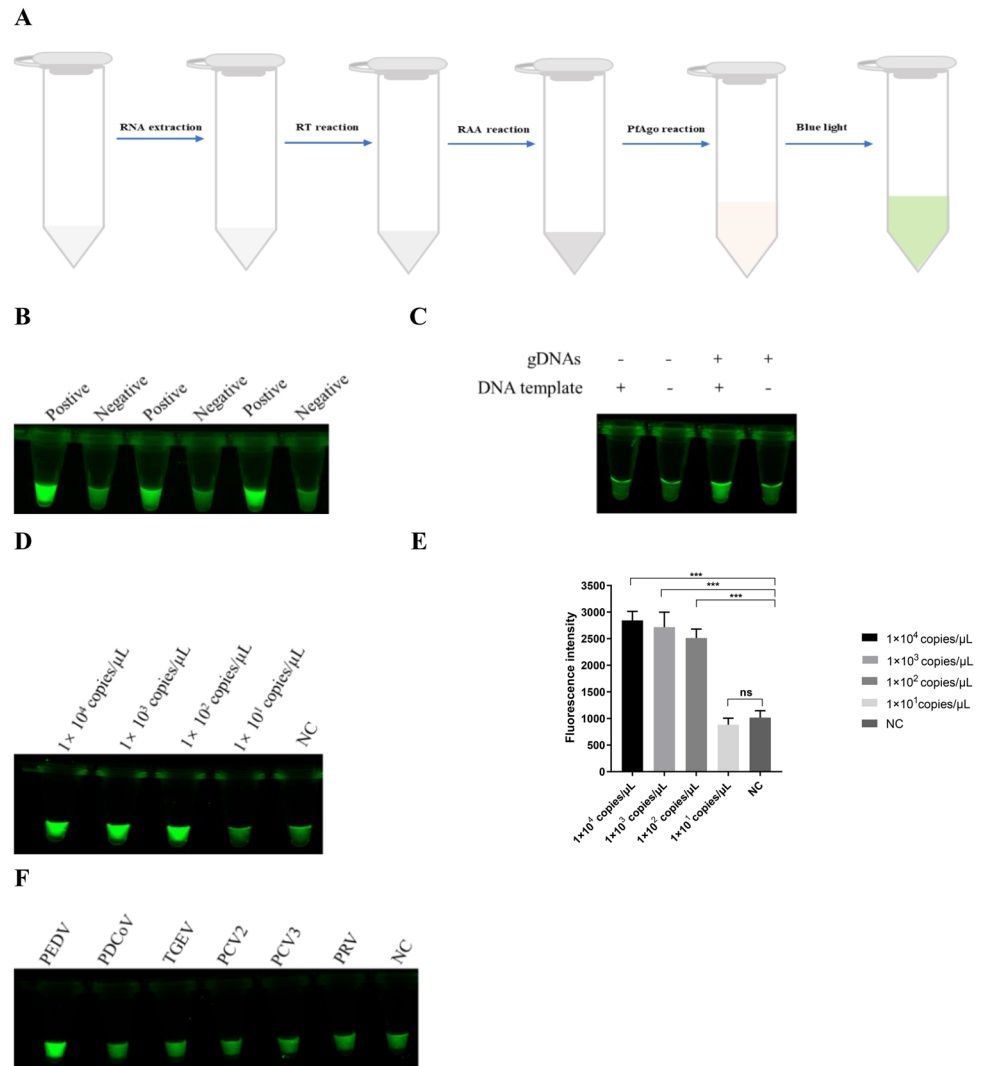 A
RNA extraction
RT reaction
RAA reaction
PfAgo reaction
Blue light
B
Postive
Negative
Postive
Negative
Postive
Negative
C
gDNAs - - + +
DNA template + - + -
D
1× 10⁴ copies/μL
1× 10³ copies/μL
1× 10² copies/μL
1× 10¹ copies/μL
NC
E
***
***
***
ns
Fluorescence intensity
3500
3000
2500
2000
1500
1000
500
0
1×10⁴ copies/μL
1×10³ copies/μL
1×10² copies/μL
1×10¹ copies/μL
NC
1×10⁴ copies/μL
1×10³ copies/μL
1×10² copies/μL
1×10¹copies/μL
NC
F
PEDV
PDCoV
TGEV
PCV2
PCV3
PRV
NC